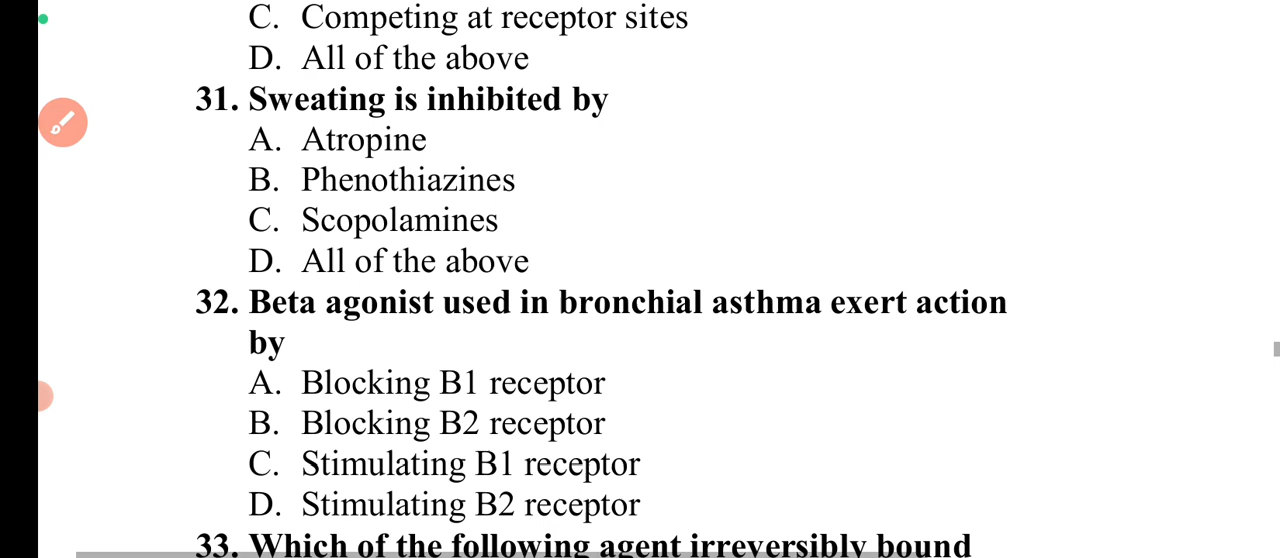 C. Competing at receptor sites
D. All of the above
31. Sweating is inhibited by
A. Atropine
B. Phenothiazines
C. Scopolamines
D. All of the above
32. Beta agonist used in bronchial asthma exert action
by
A. Blocking B1 receptor
B. Blocking B2 receptor
C. Stimulating B1 receptor
D. Stimulating B2 receptor
33. Which of the following agent irreversibly bound